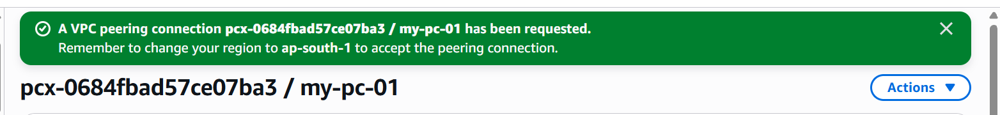 A VPC peering connection pcx-0684fbad57ce07ba3 / my-pc-01 has been requested.
Remember to change your region to ap-south-1 to accept the peering connection.
pcx-0684fbad57ce07ba3 / my-pc-01
Actions